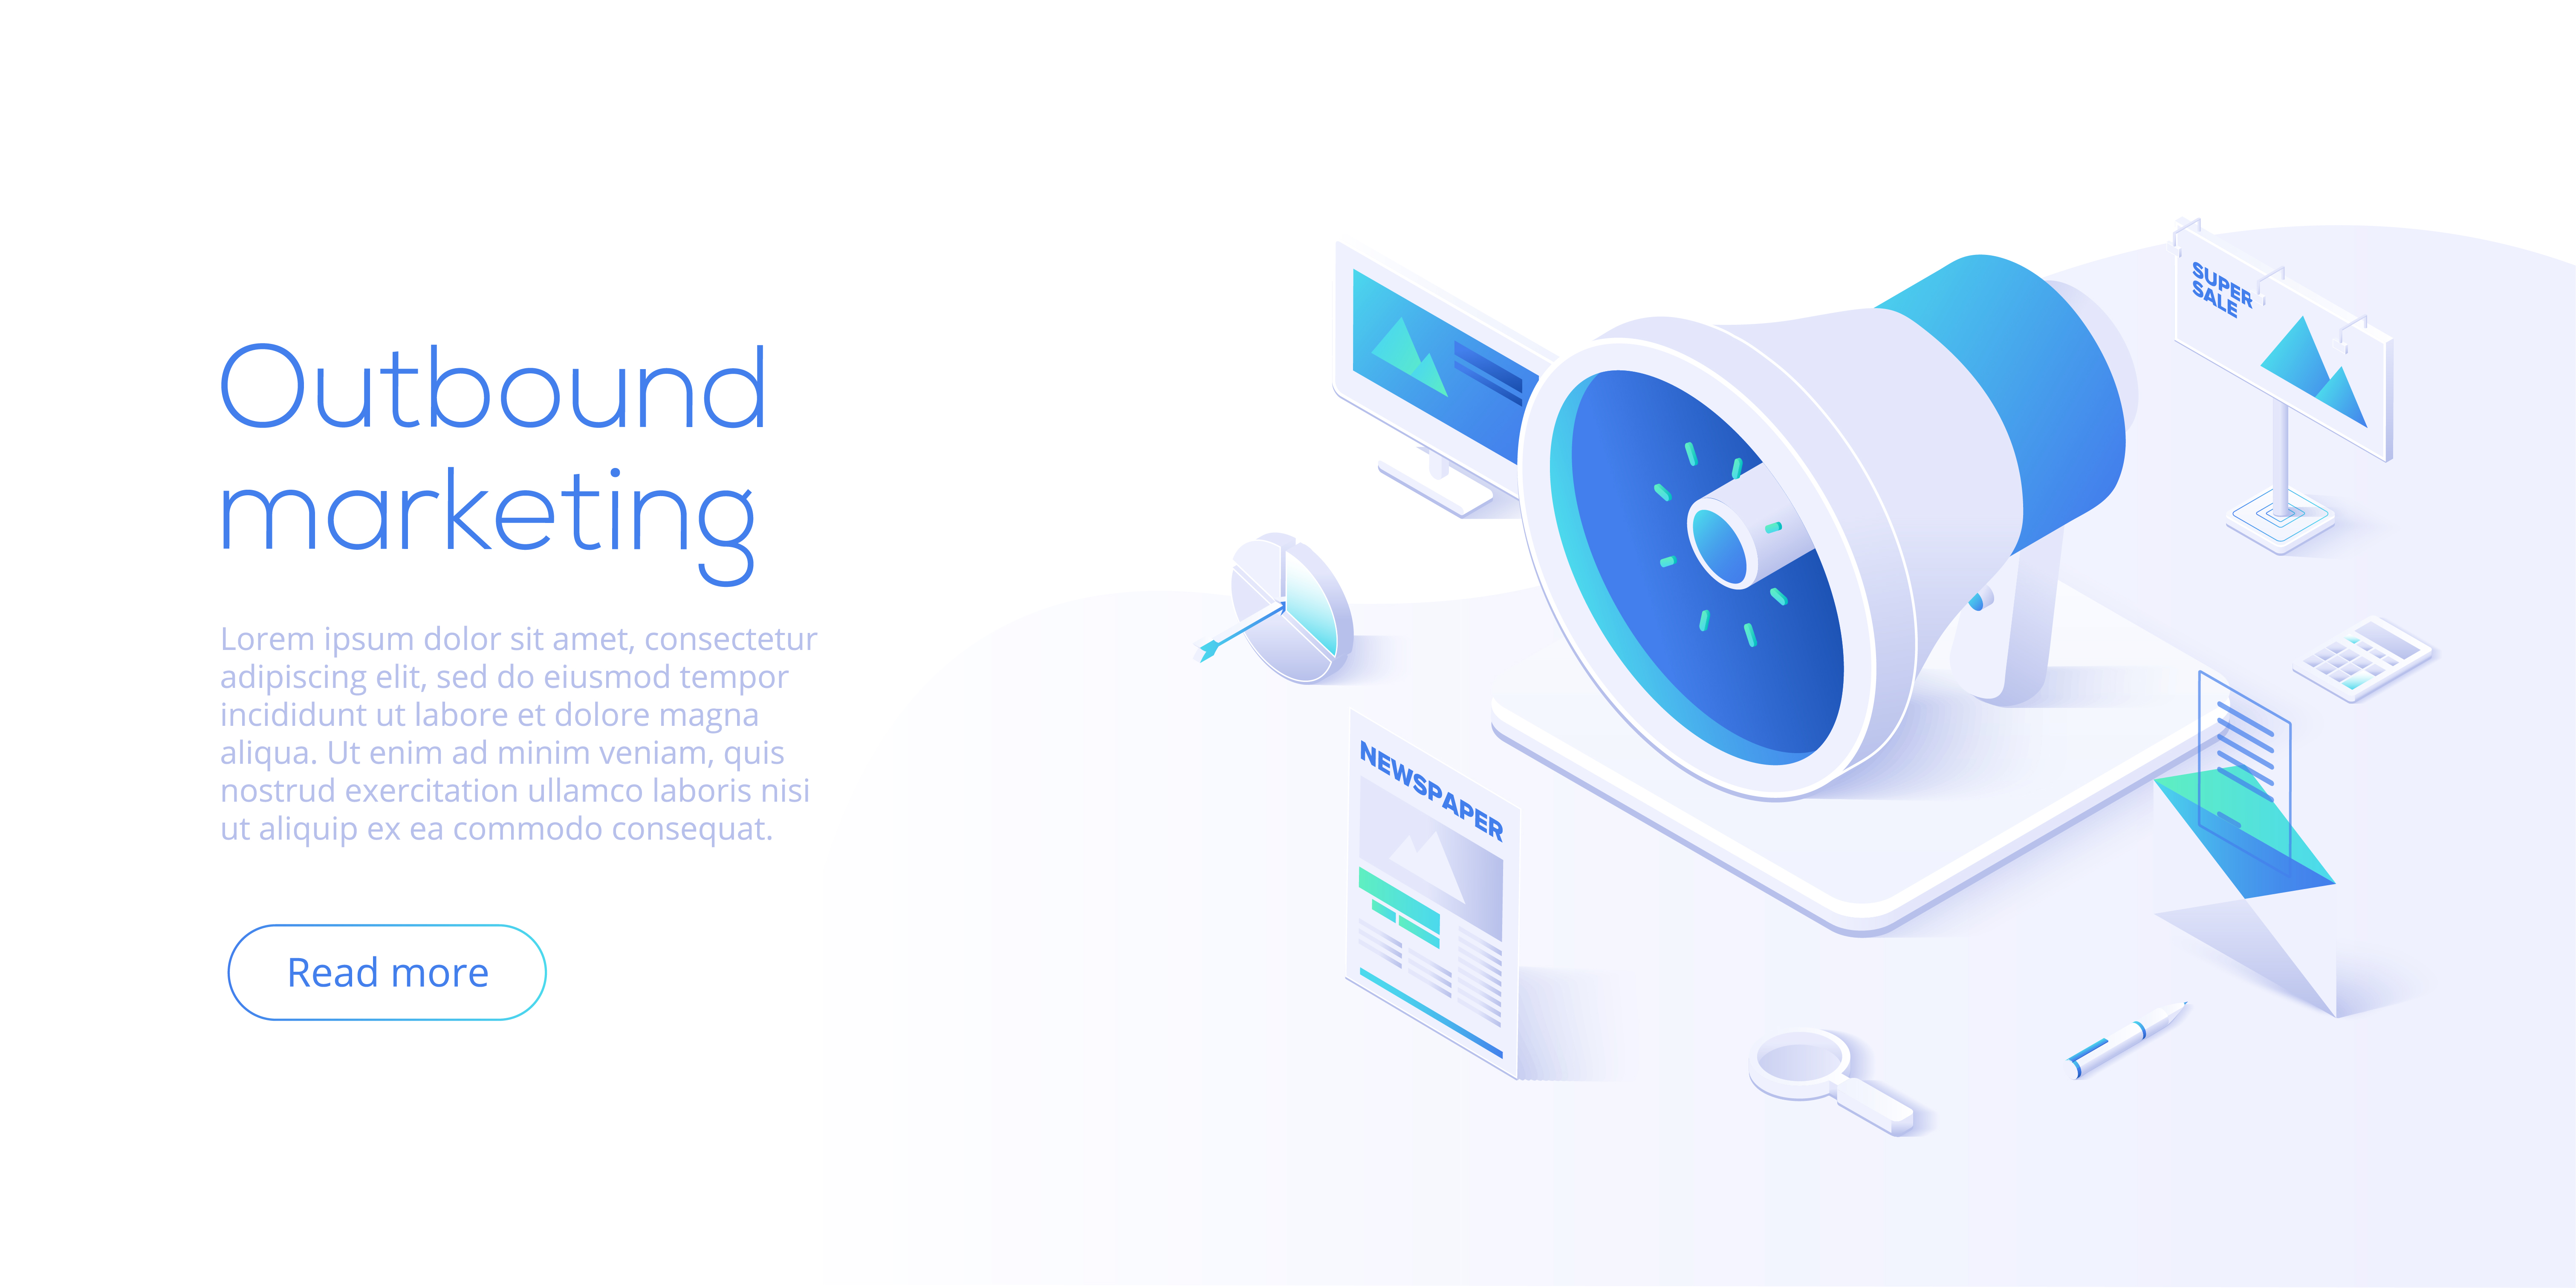 Outbound
marketing
Lorem ipsum dolor sit amet, consectetur
adipiscing elit, sed do eiusmod tempor
incididunt ut labore et dolore magna
aliqua. Ut enim ad minim veniam, quis
nostrud exercitation ullamco laboris nisi
ut aliquip ex ea commodo consequat.
Read more
SUPER
SALE
NEWSPAPER